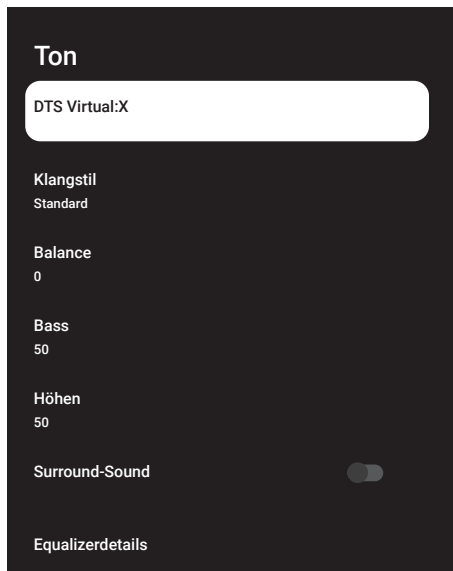 Ton
DTS Virtual:X
Klangstil
Standard
Balance
0
Bass
50
Höhen
50
Surround-Sound
Equalizerdetails